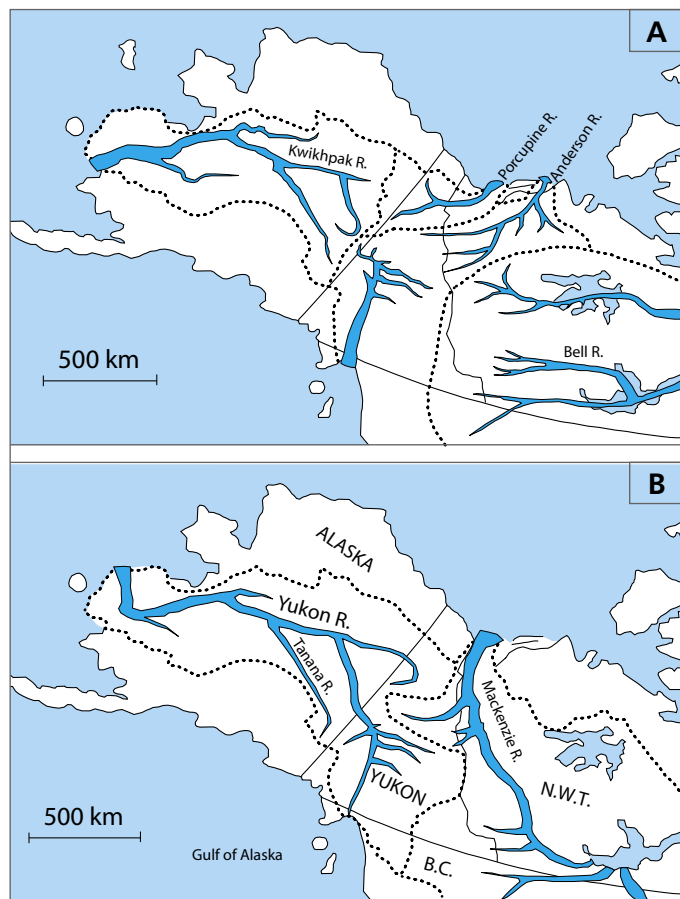 A
Kwikhpak R.
Porcupine R.
Anderson R.
500 km
Bell R.
B
ALASKA
Yukon R.
Tanana R.
Mackenzie R.
YUKON
N.W.T.
500 km
Gulf of Alaska
B.C.